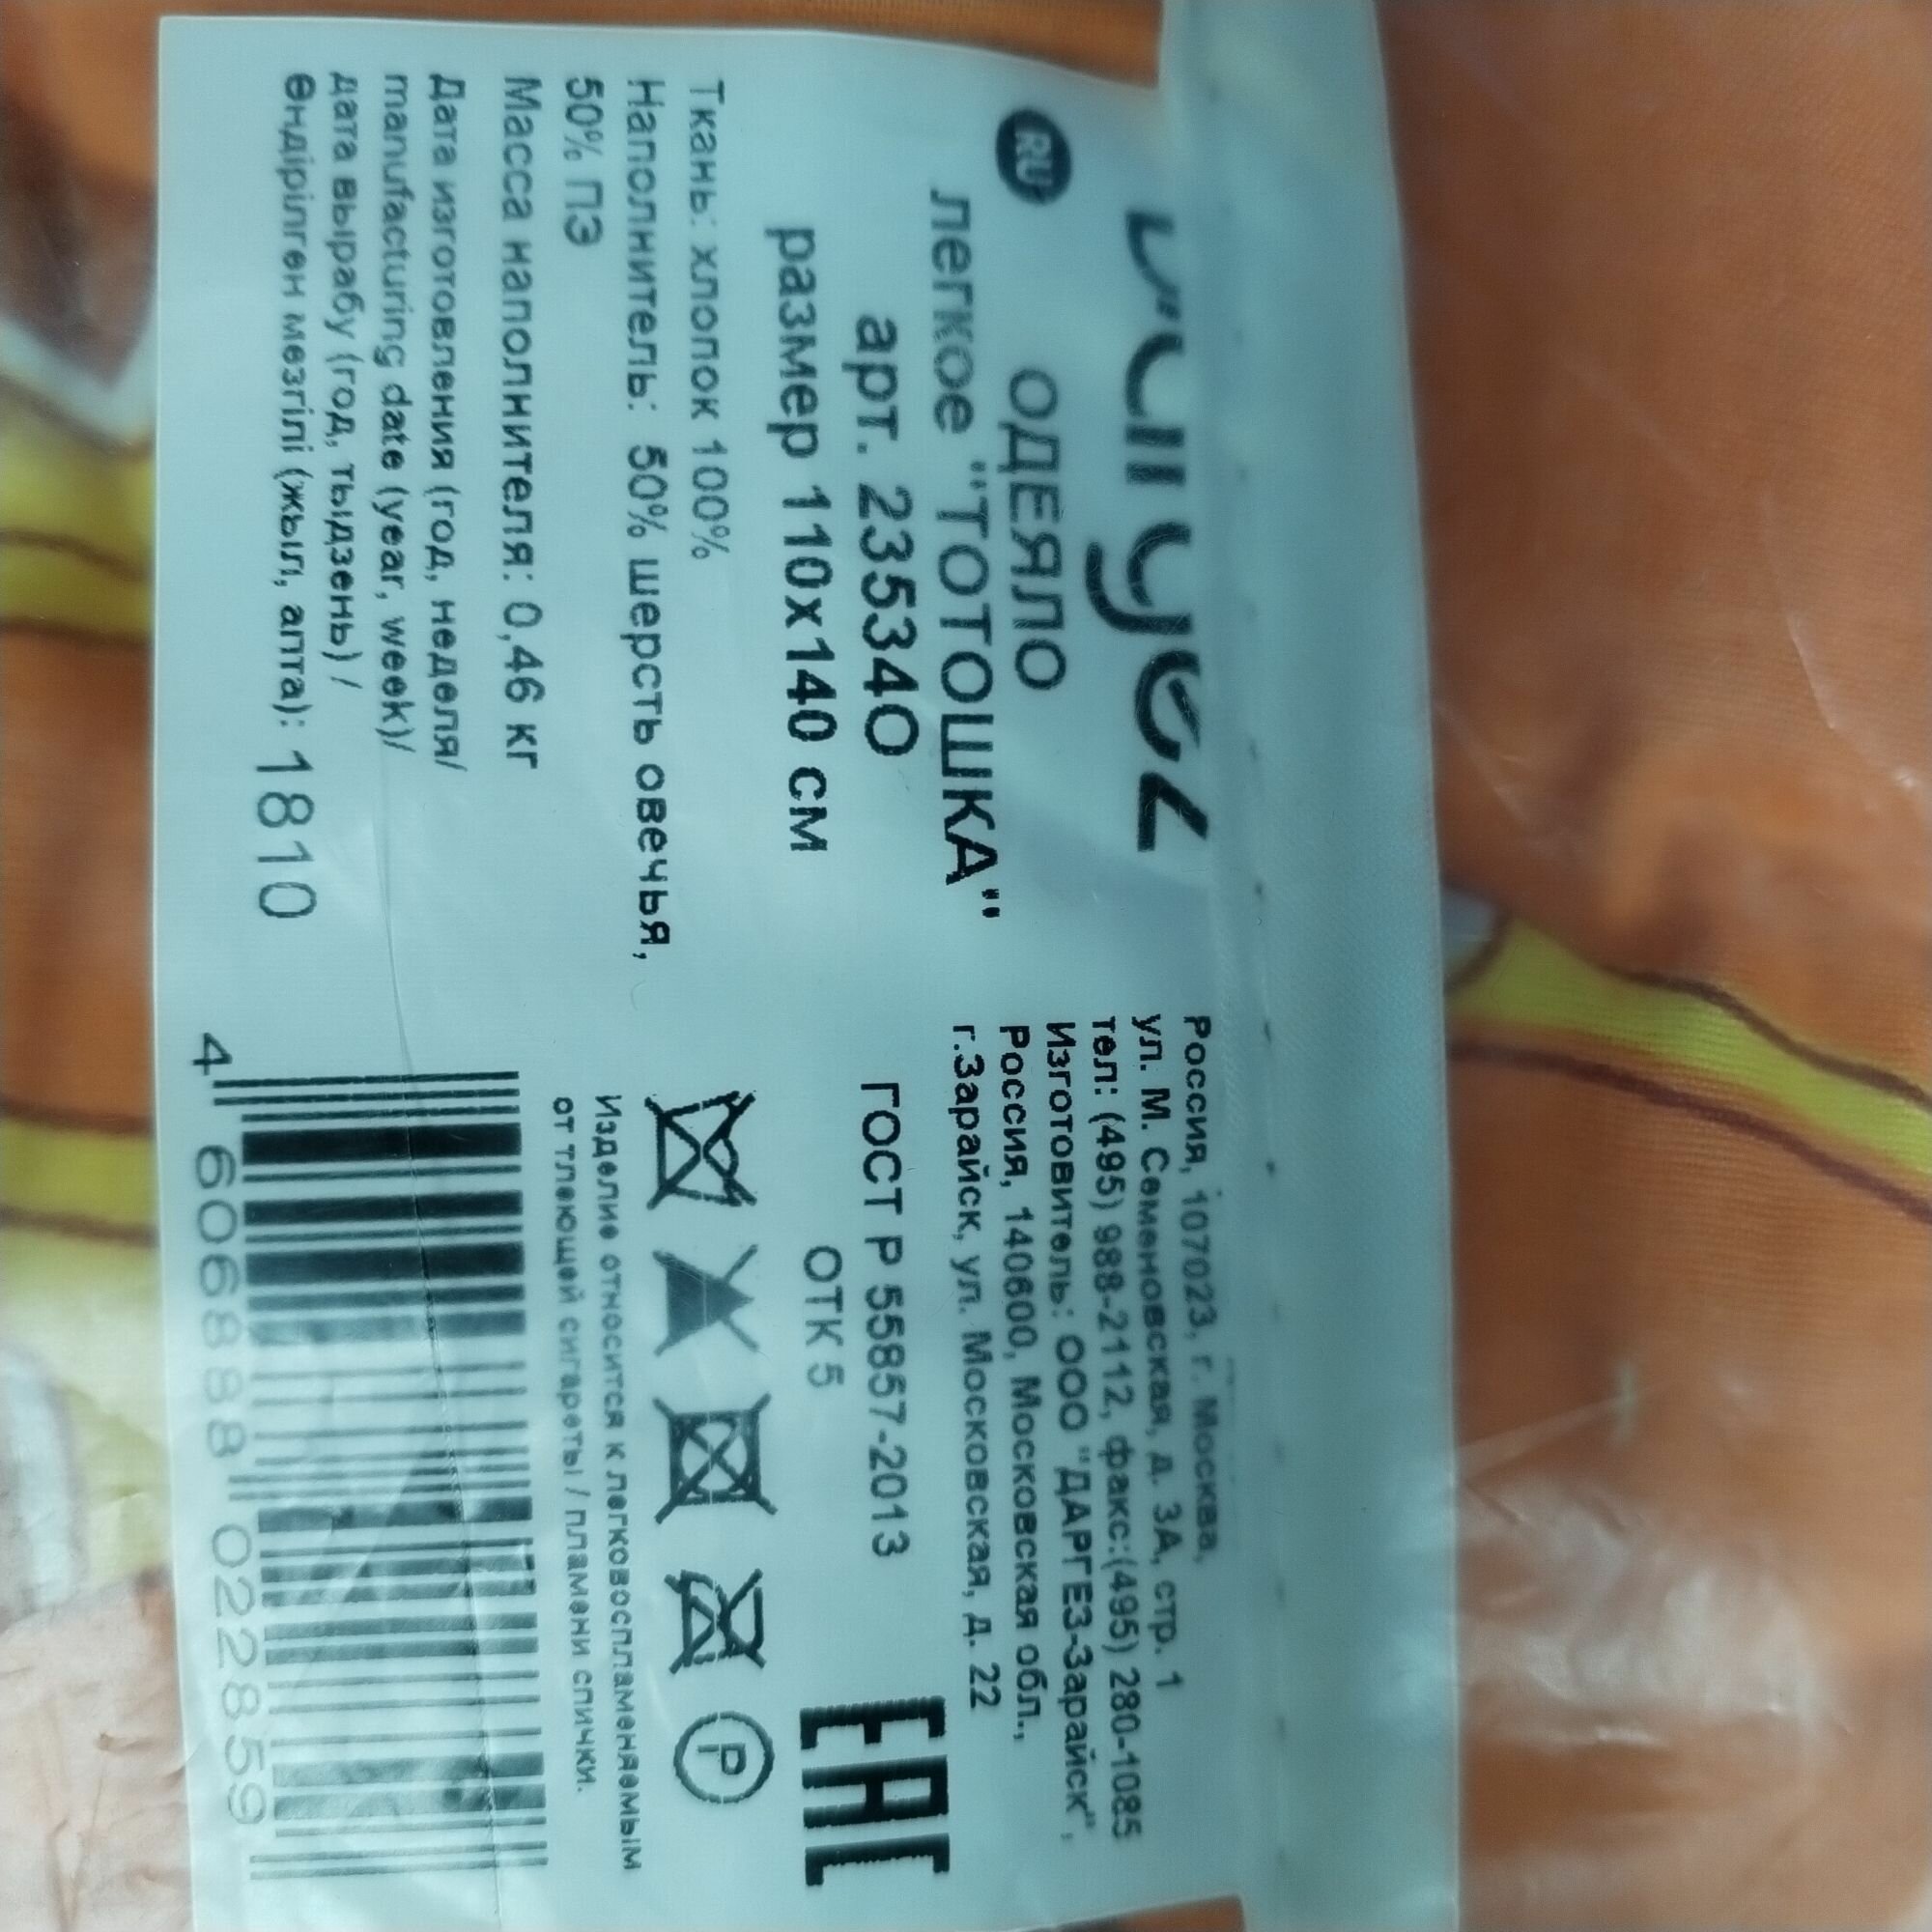 RU
ОДЕЯЛО
легкое "ТОТОШКА"
арт. 23534О
размер 110х140 см
Ткань: хлопок 100%
Наполнитель: 50% шерсть овечья,
50% ПЭ
Масса наполнителя: 0,46 кг
Дата изготовления (год, неделя/
manufacturing date (year, week)/
дата вырабу (год, тыдзень) /
өндірілген мезгілі (жыл, апта): 1810
Россия, 107023, г. Москва,
ул. М. Семеновская, д. 3А, стр. 1
тел: (495) 988-2112, факс:(495) 280-1085
Изготовитель: ООО "ДАРГЕЗ-Зарайск",
Россия, 140600, Московская обл.,
г.Зарайск, ул. Московская, д. 22
ГОСТ Р 55857-2013
ОТК 5
EAC
P
Изделие относится к легковоспламеняемым
от тлеющей сигареты / пламени спички.
4 606888 022859